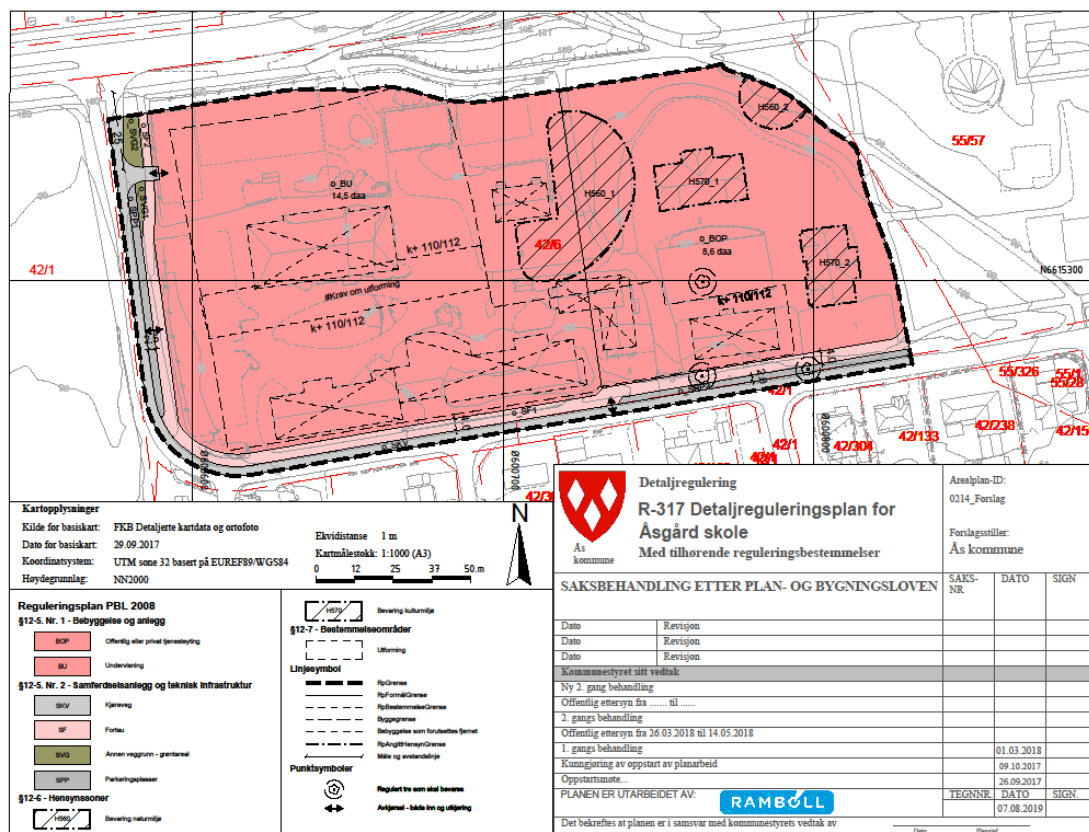 42/1
25
o_SVG2
o_SF2
o_SVG1
o_SPP1
o_BU
14,5 daa
k+ 110/112
#Krav om utforming
k+ 110/112
H560_1
42/6
H560_2
H570_1
o_BOP
8,6 daa
H570_2
k+ 110/112
55/57
N6615300
o_SF1
o_SKV
42/1
42/1
42/304
42/133
42/238
55/326
55/1
55/28
42/15
0600600
0600700
0600800
Kartopplysninger
Kilde for basiskart: FKB Detaljerte kartdata og ortofoto
Dato for basiskart: 29.09.2017
Koordinatsystem: UTM sone 32 basert på EUREF89/WGS84
Høydegrunnlag: NN2000
Ekvidistanse 1 m
Kartmålestokk: 1:1000 (A3)
0 12 25 37 50 m
N
Reguleringsplan PBL 2008
§12-5. Nr. 1 - Bebyggelse og anlegg
BOP Offentlig eller privat tjenesteyting
BU Undervisning
§12-5. Nr. 2 - Samferdselsanlegg og teknisk infrastruktur
SKV Kjøreveg
SF Fortau
SVG Annen veggrunn - grøntareal
SPP Parkeringsplasser
§12-6 - Hensynssoner
H560 Bevaring naturmiljø
H570 Bevaring kulturmiljø
§12-7 - Bestemmelseområder
Utforming
Linjesymbol
RpGrense
RpFormålGrense
RpBestemmelseGrense
Byggegrense
Bebyggelse som forutsettes fjernet
RpAngittHensynGrense
Måle og avstandslinje
Punktsymboler
Regulert tre som skal bevares
Avkjørsel - både inn og utkjøring
Ås
kommune
Detaljregulering
R-317 Detaljreguleringsplan for
Åsgård skole
Med tilhørende reguleringsbestemmelser
Arealplan-ID:
0214_Forslag
Forslagsstiller:
Ås kommune
SAKSBEHANDLING ETTER PLAN- OG BYGNINGSLOVEN
SAKS-
NR
DATO
SIGN
Dato Revisjon
Dato Revisjon
Dato Revisjon
Kommunestyret sitt vedtak
Ny 2. gang behandling
Offentlig ettersyn fra ....... til ......
2. gangs behandling
Offentlig ettersyn fra 26.03.2018 til 14.05.2018
1. gangs behandling 01.03.2018
Kunngjøring av oppstart av planarbeid 09.10.2017
Oppstartsmøte... 26.09.2017
PLANEN ER UTARBEIDET AV:
RAMBOLL
TEGNNR. DATO SIGN.
07.08.2019
Det bekreftes at planen er i samsvar med kommunestyrets vedtak av
Dato Plansjef